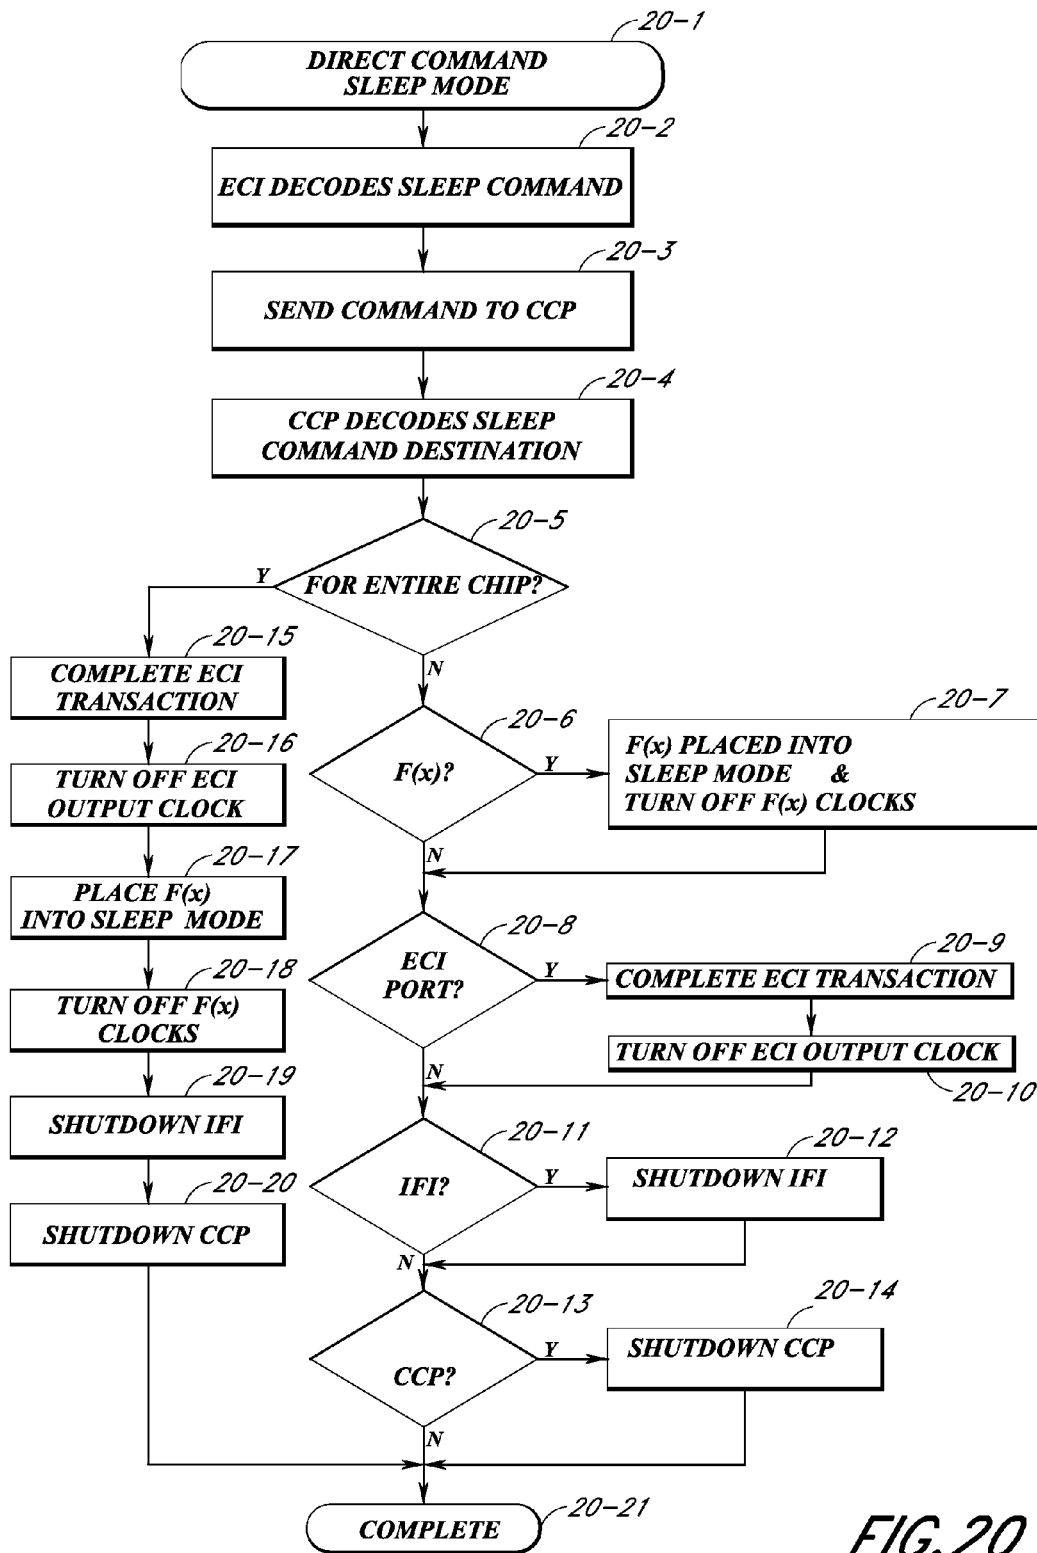 20-1
DIRECT COMMAND
SLEEP MODE
20-2
ECI DECODES SLEEP COMMAND
20-3
SEND COMMAND TO CCP
20-4
CCP DECODES SLEEP
COMMAND DESTINATION
20-5
FOR ENTIRE CHIP?
Y
N
20-15
COMPLETE ECI
TRANSACTION
20-16
TURN OFF ECI
OUTPUT CLOCK
20-17
PLACE F(x)
INTO SLEEP MODE
20-18
TURN OFF F(x)
CLOCKS
20-19
SHUTDOWN IFI
20-20
SHUTDOWN CCP
20-6
F(x)?
Y
N
20-7
F(x) PLACED INTO
SLEEP MODE &
TURN OFF F(x) CLOCKS
20-8
ECI
PORT?
Y
N
20-9
COMPLETE ECI TRANSACTION
TURN OFF ECI OUTPUT CLOCK
20-10
20-11
IFI?
Y
N
20-12
SHUTDOWN IFI
20-13
CCP?
Y
N
20-14
SHUTDOWN CCP
20-21
COMPLETE
FIG. 20